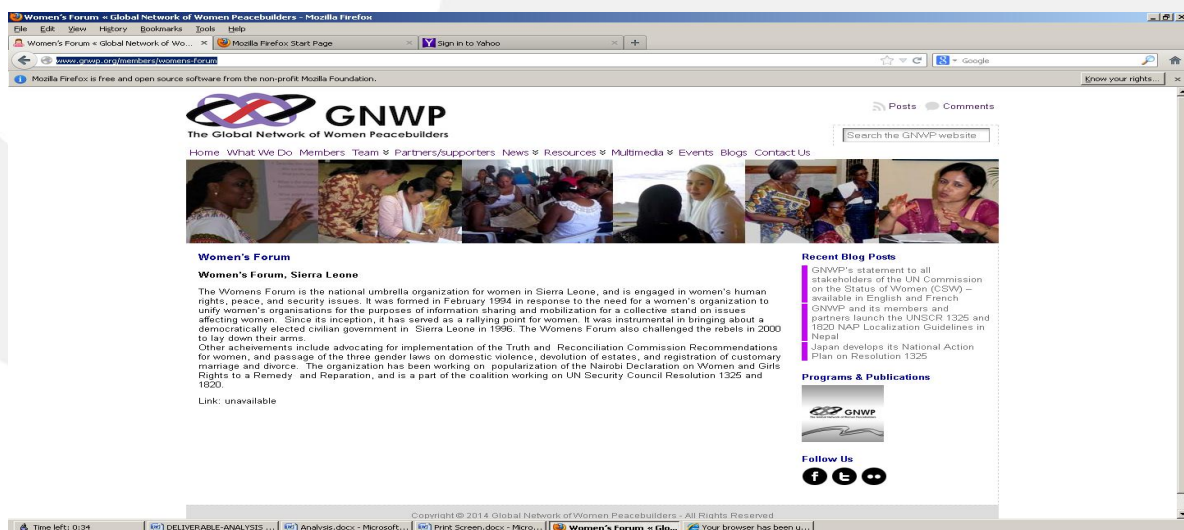 Women's Forum « Global Network of Women Peacebuilders - Mozilla Firefox
File Edit View History Bookmarks Tools Help
Women's Forum « Global Network of Wo... × Mozilla Firefox Start Page × Sign in to Yahoo × +
www.gnwp.org/members/womens-forum Google
Mozilla Firefox is free and open source software from the non-profit Mozilla Foundation. Know your rights... ×
GNWP
The Global Network of Women Peacebuilders
Posts Comments
Search the GNWP website
Home What We Do Members Team Partners/supporters News Resources Multimedia Events Blogs Contact Us
Women's Forum
Women's Forum, Sierra Leone
The Womens Forum is the national umbrella organization for women in Sierra Leone, and is engaged in women's human
rights, peace, and security issues. It was formed in February 1994 in response to the need for a women's organization to
unify women's organisations for the purposes of information sharing and mobilization for a collective stand on issues
affecting women. Since its inception, it has served as a rallying point for women. It was instrumental in bringing about a
democratically elected civilian government in Sierra Leone in 1996. The Womens Forum also challenged the rebels in 2000
to lay down their arms.
Other acheivements include advocating for implementation of the Truth and Reconciliation Commission Recommendations
for women, and passage of the three gender laws on domestic violence, devolution of estates, and registration of customary
marriage and divorce. The organization has been working on popularization of the Nairobi Declaration on Women and Girls
Rights to a Remedy and Reparation, and is a part of the coalition working on UN Security Council Resolution 1325 and
1820.
Link: unavailable
Recent Blog Posts
GNWP's statement to all
stakeholders of the UN Commission
on the Status of Women (CSW) –
available in English and French
GNWP and its members and
partners launch the UNSCR 1325 and
1820 NAP Localization Guidelines in
Nepal
Japan develops its National Action
Plan on Resolution 1325
Programs & Publications
GNWP
Follow Us
Copyright © 2014 Global Network of Women Peacebuilders - All Rights Reserved
Time left: 0:34 DELIVERABLE-ANALYSIS ... Analysis.docx - Microsoft... Print Screen.docx - Micro... Women's Forum « Glo... Your browser has been u...